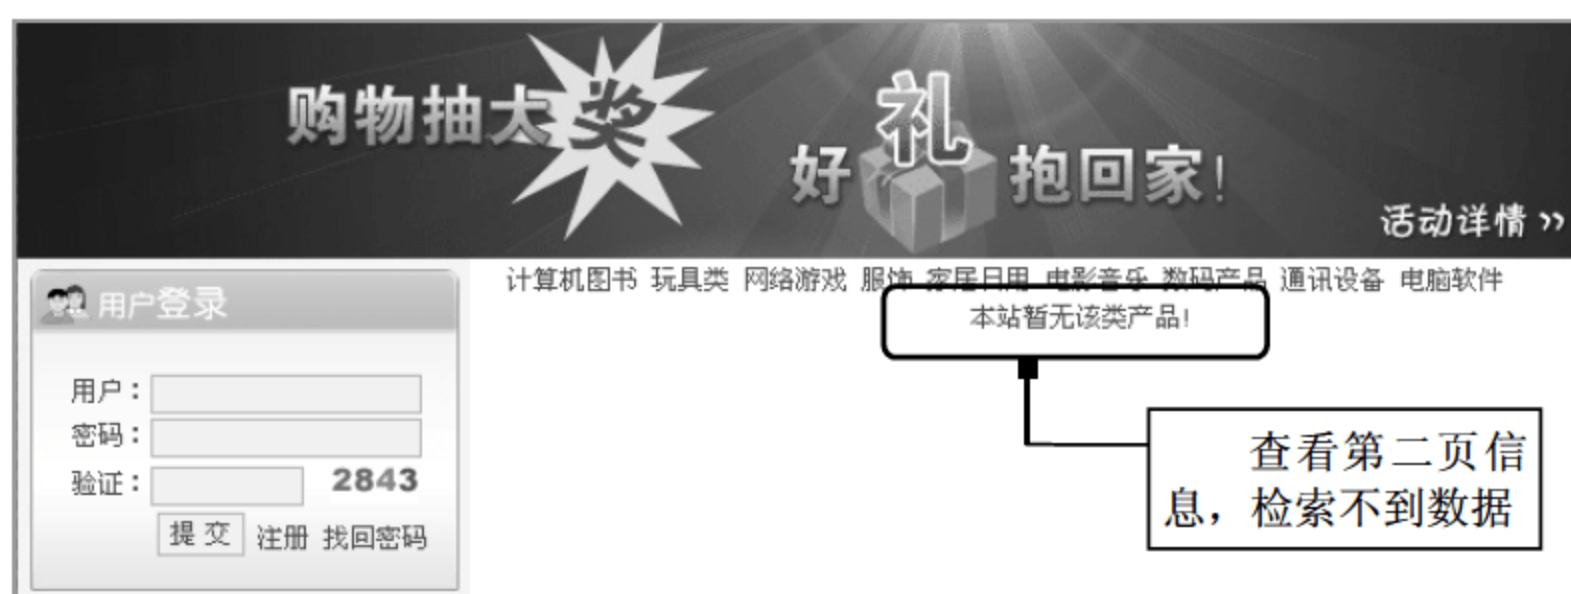 购物抽大奖
好礼抱回家!
活动详情 »
用户登录
计算机图书 玩具类 网络游戏 服饰 家居日用 电影音乐 数码产品 通讯设备 电脑软件
本站暂无该类产品!
用户：
密码：
验证： 2843
提 交 注册 找回密码
查看第二页信
息，检索不到数据